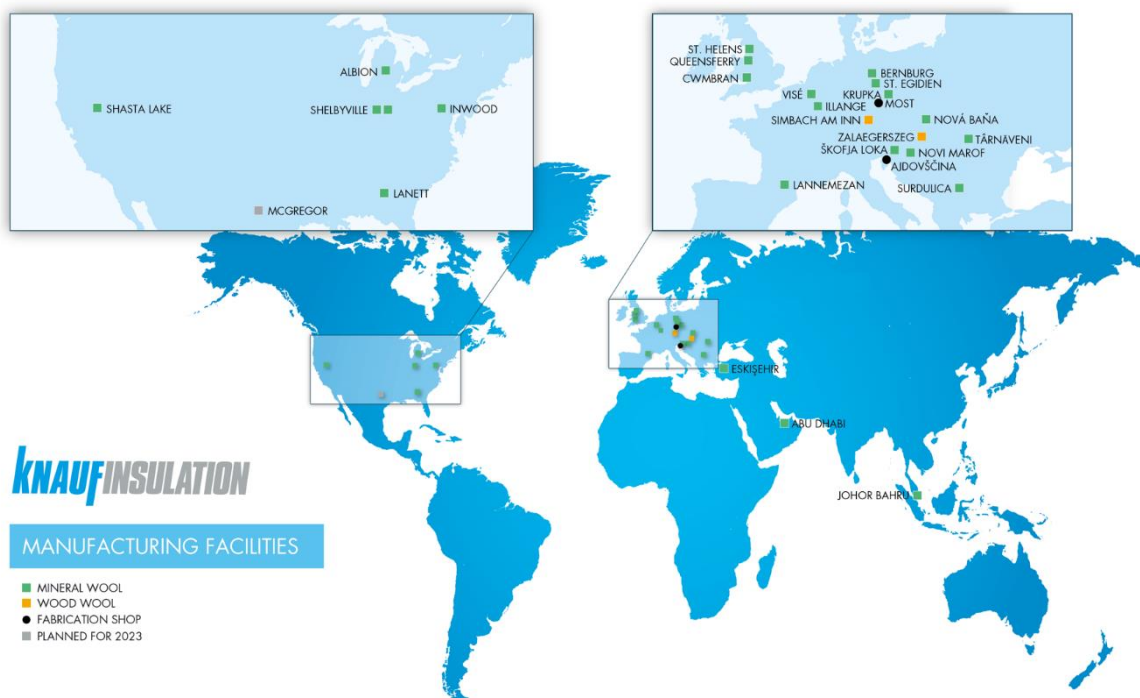 ALBION
SHASTA LAKE
SHELBYVILLE
INWOOD
LANETT
MCGREGOR
ST. HELENS
QUEENSFERRY
CWMBRAN
BERNBURG
ST. EGIDIEN
VISÉ
KRUPKA
MOST
ILLANGE
SIMBACH AM INN
NOVÁ BAŇA
ZALAEGERSZEG
TÂRNĂVENI
ŠKOFJA LOKA
NOVI MAROF
AJDOVŠČINA
LANNEMEZAN
SURDULICA
ESKIŞEHIR
ABU DHABI
JOHOR BAHRU
KNAUFINSULATION
MANUFACTURING FACILITIES
MINERAL WOOL
WOOD WOOL
FABRICATION SHOP
PLANNED FOR 2023